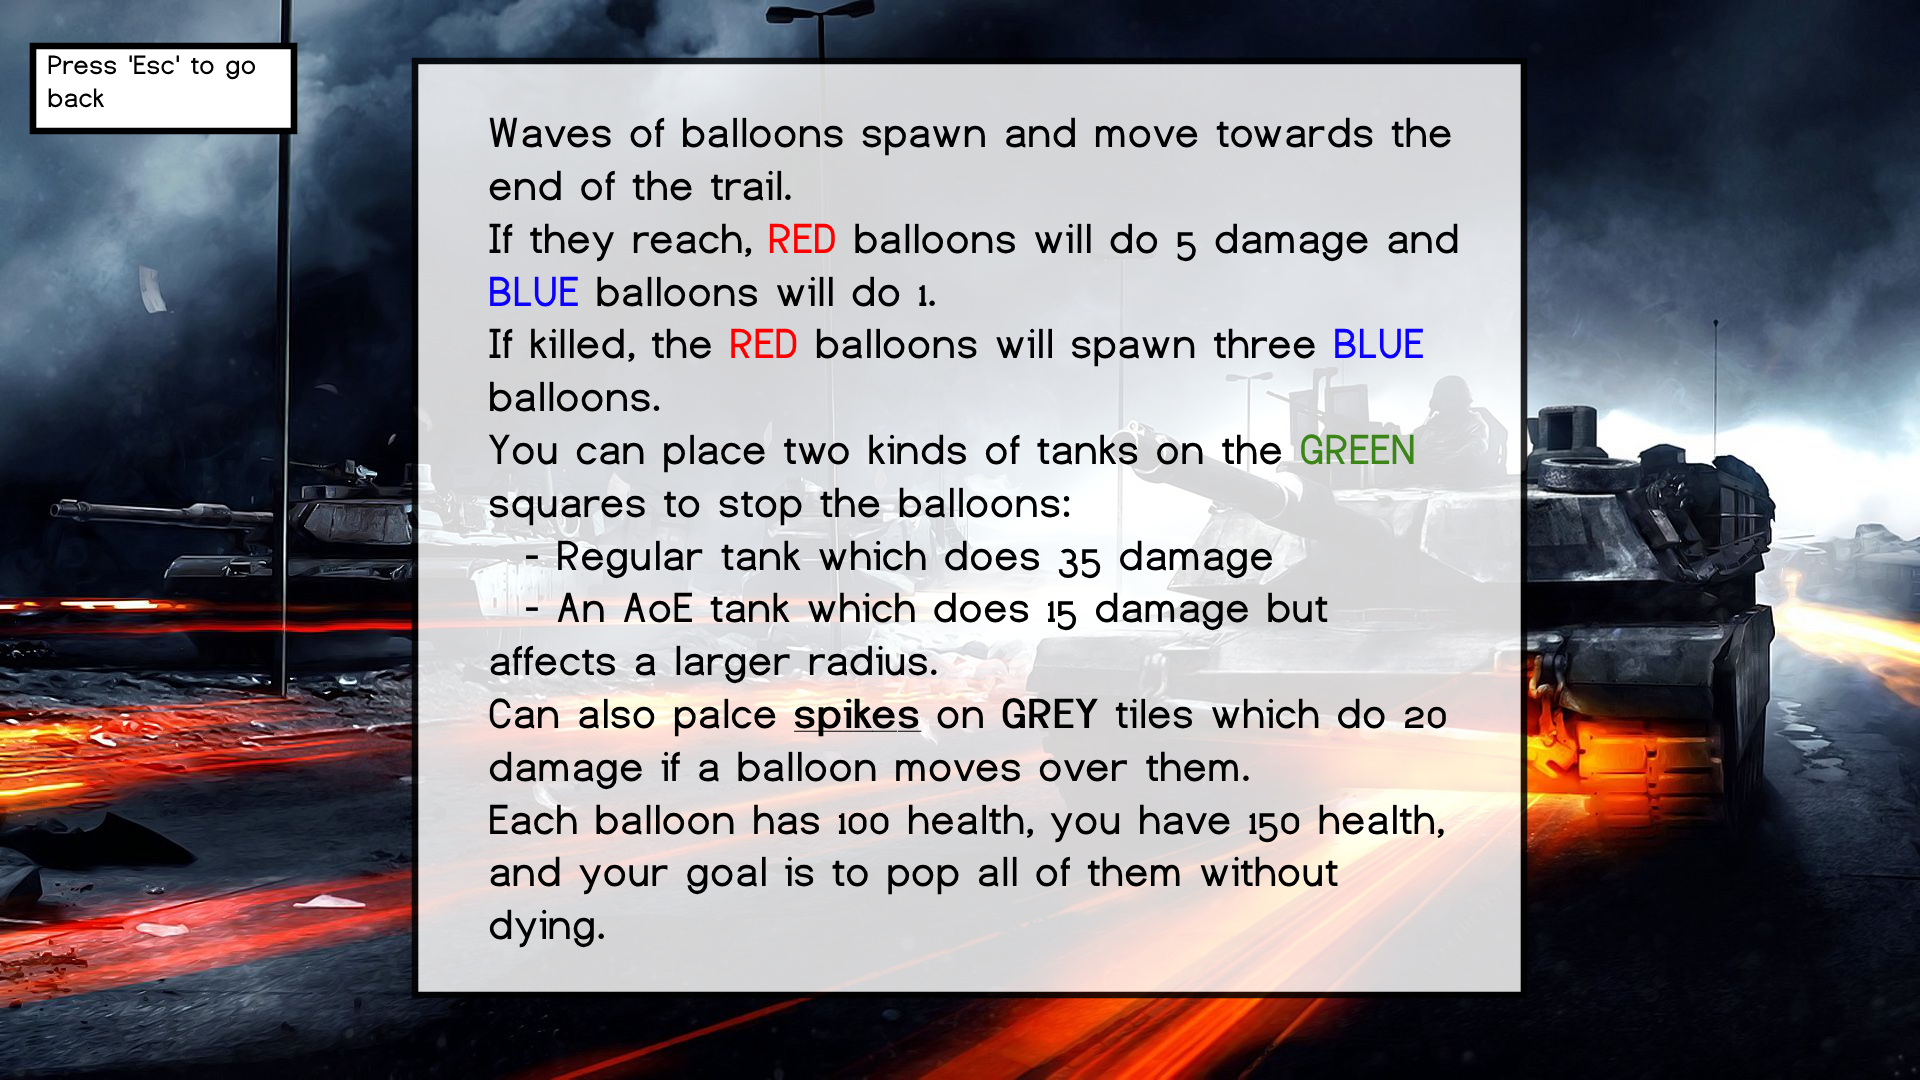 Press 'Esc' to go
back
Waves of balloons spawn and move towards the
end of the trail.
If they reach, RED balloons will do 5 damage and
BLUE balloons will do 1.
If killed, the RED balloons will spawn three BLUE
balloons.
You can place two kinds of tanks on the GREEN
squares to stop the balloons:
- Regular tank which does 35 damage
- An AoE tank which does 15 damage but
affects a larger radius.
Can also palce spikes on GREY tiles which do 20
damage if a balloon moves over them.
Each balloon has 100 health, you have 150 health,
and your goal is to pop all of them without
dying.